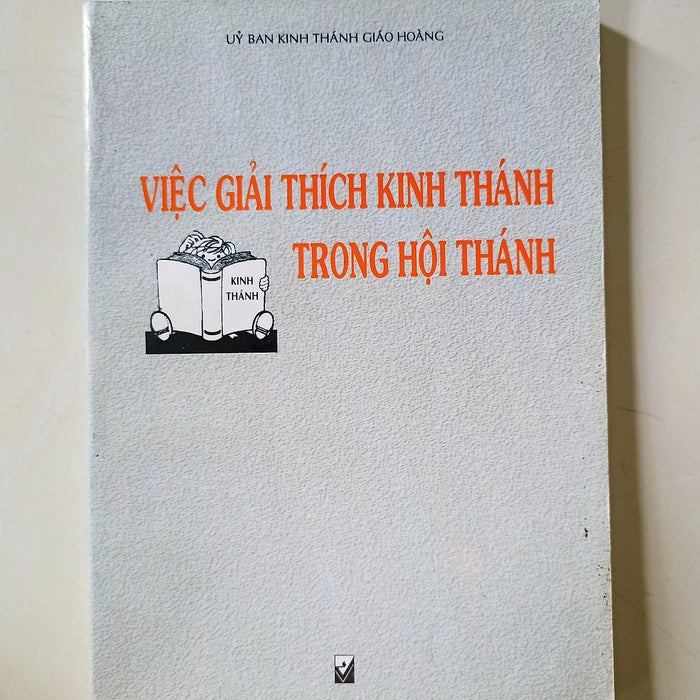 UỶ BAN KINH THÁNH GIÁO HOÀNG
VIỆC GIẢI THÍCH KINH THÁNH
TRONG HỘI THÁNH
KINH
THÁNH